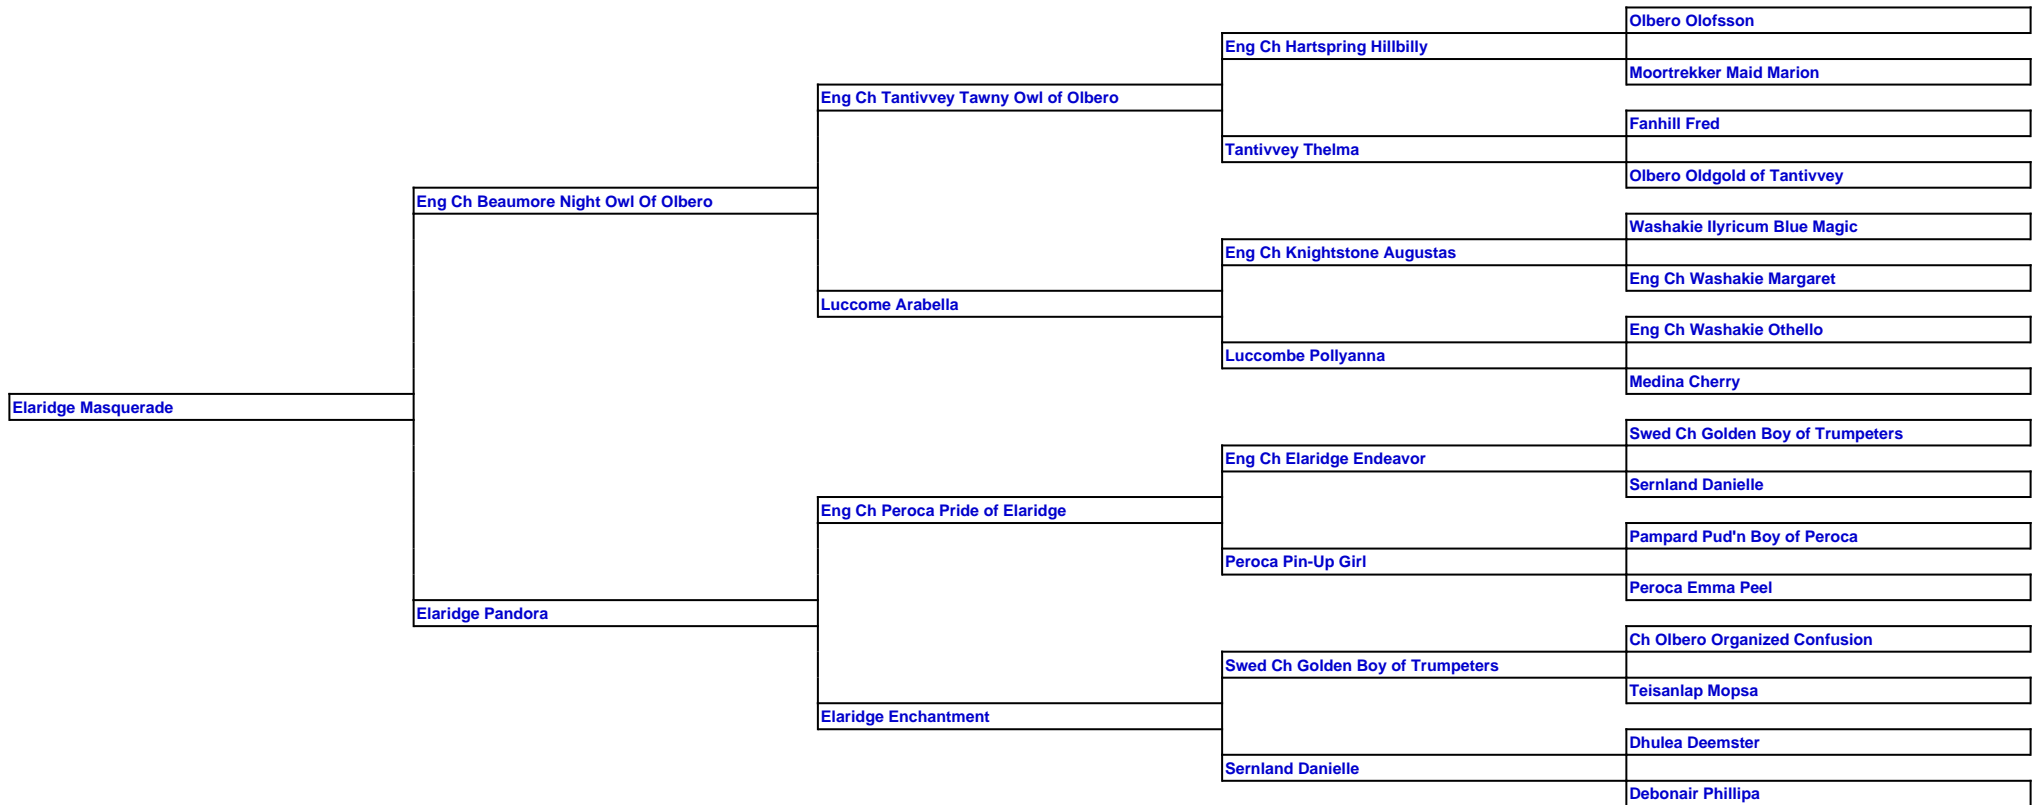 Olbero Olofsson
Eng Ch Hartspring Hillbilly
Moortrekker Maid Marion
Eng Ch Tantivvey Tawny Owl of Olbero
Fanhill Fred
Tantivvey Thelma
Olbero Oldgold of Tantivvey
Eng Ch Beaumore Night Owl Of Olbero
Washakie Ilyricum Blue Magic
Eng Ch Knightstone Augustas
Eng Ch Washakie Margaret
Luccome Arabella
Eng Ch Washakie Othello
Luccombe Pollyanna
Medina Cherry
Elaridge Masquerade
Swed Ch Golden Boy of Trumpeters
Eng Ch Elaridge Endeavor
Sernland Danielle
Eng Ch Peroca Pride of Elaridge
Pampard Pud'n Boy of Peroca
Peroca Pin-Up Girl
Peroca Emma Peel
Elaridge Pandora
Ch Olbero Organized Confusion
Swed Ch Golden Boy of Trumpeters
Teisanlap Mopsa
Elaridge Enchantment
Dhulea Deemster
Sernland Danielle
Debonair Phillipa